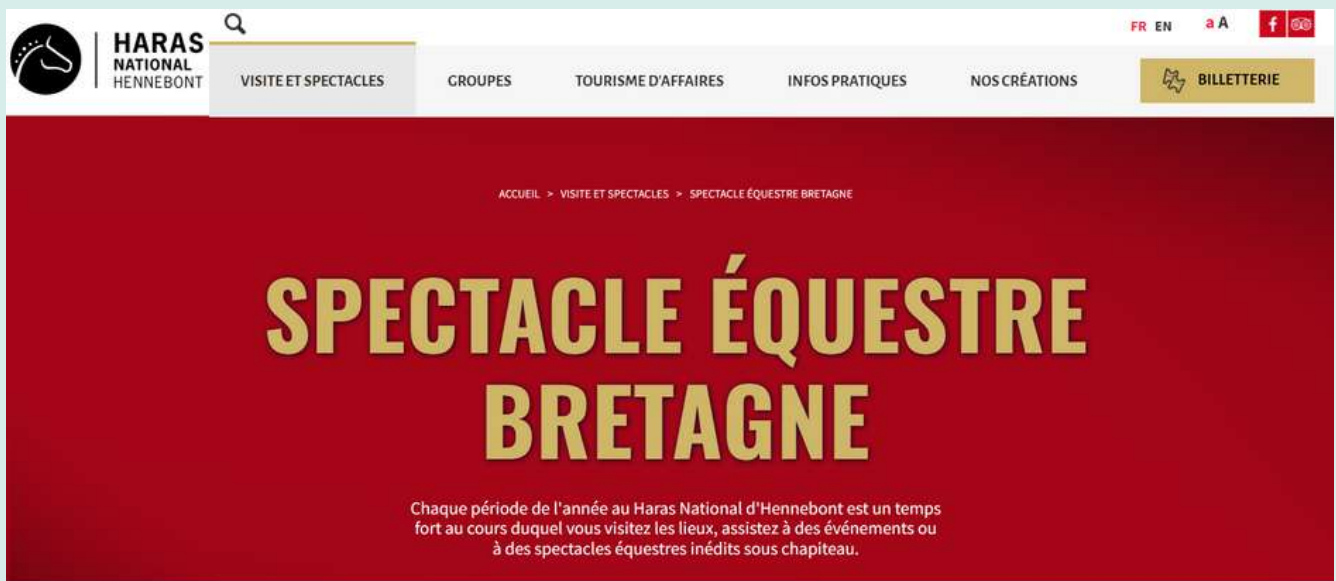 FR EN a A f
HARAS
NATIONAL
HENNEBONT
VISITE ET SPECTACLES GROUPES TOURISME D'AFFAIRES INFOS PRATIQUES NOS CRÉATIONS BILLETTERIE
ACCUEIL > VISITE ET SPECTACLES > SPECTACLE ÉQUESTRE BRETAGNE
SPECTACLE ÉQUESTRE
BRETAGNE
Chaque période de l'année au Haras National d'Hennebont est un temps
fort au cours duquel vous visitez les lieux, assistez à des événements ou
à des spectacles équestres inédits sous chapiteau.